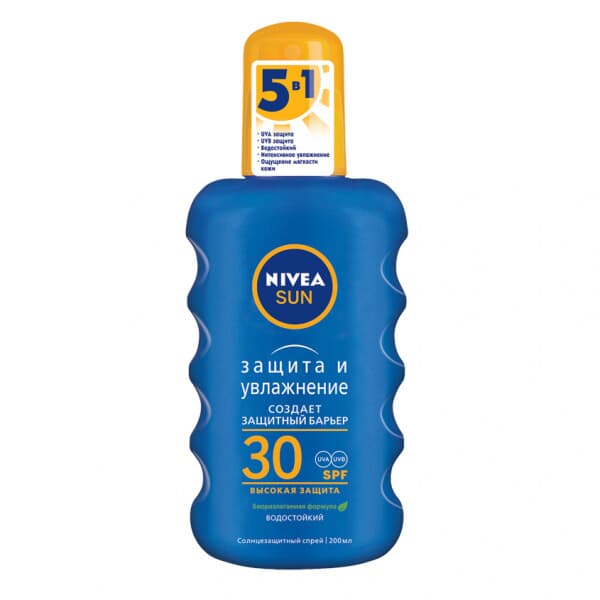 5 в 1
• UVA защита
• UVB защита
• Водостойкий
• Интенсивное увлажнение
• Ощущение мягкости
кожи
NIVEA
SUN
защита и
увлажнение
СОЗДАЕТ
ЗАЩИТНЫЙ БАРЬЕР
30
UVA UVB
SPF
ВЫСОКАЯ ЗАЩИТА
Биоразлагаемая формула
ВОДОСТОЙКИЙ
Солнцезащитный спрей | 200мл